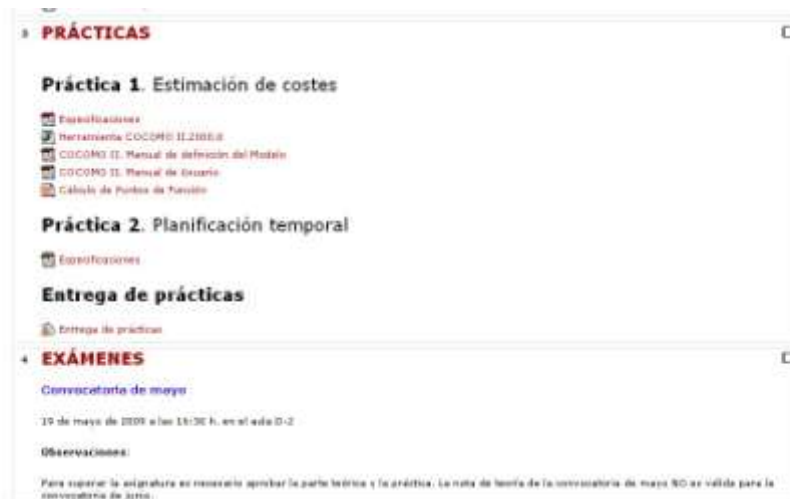 3 PRÁCTICAS
Práctica 1. Estimación de costes
Especificaciones
Herramienta COCOMO II.2000.0
COCOMO II. Manual de definición del Modelo
COCOMO II. Manual de Usuario
Cálculo de Puntos de Función
Práctica 2. Planificación temporal
Especificaciones
Entrega de prácticas
Entrega de prácticas
4 EXÁMENES
Convocatoria de mayo
19 de mayo de 2009 a las 15:30 h. en el aula 0-2
Observaciones:
Para superar la asignatura es necesario aprobar la parte teórica y la práctica. La nota de teoría de la convocatoria de mayo NO es válida para la
convocatoria de junio.